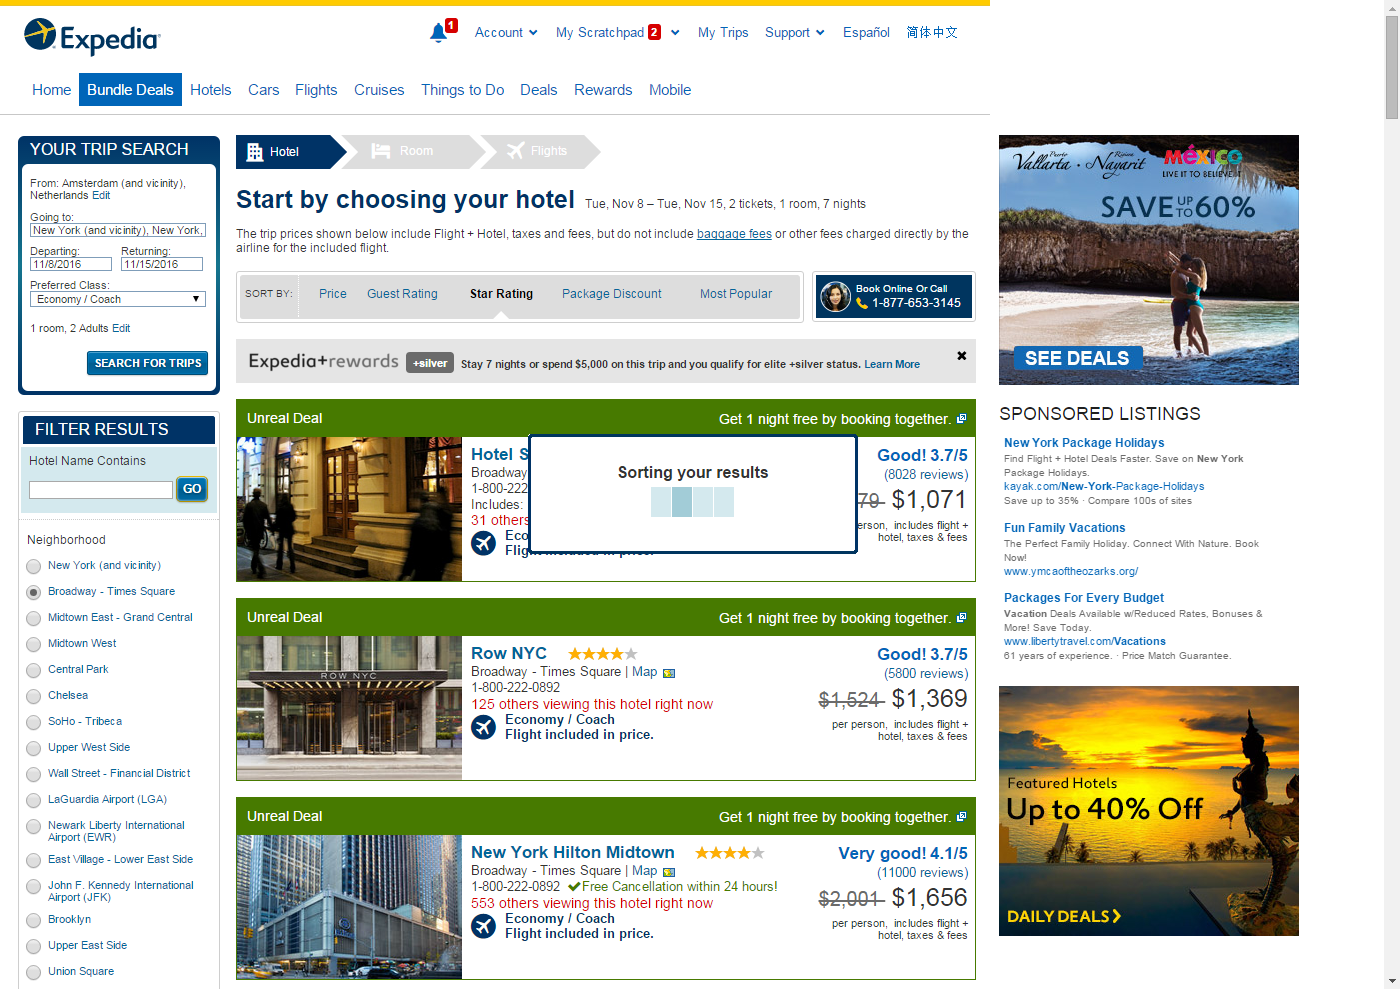 Expedia
1
Account
My Scratchpad 2
My Trips
Support
Español
简体中文
Home
Bundle Deals
Hotels
Cars
Flights
Cruises
Things to Do
Deals
Rewards
Mobile
YOUR TRIP SEARCH
From: Amsterdam (and vicinity),
Netherlands Edit
Going to:
New York (and vicinity), New York,
Departing: Returning:
11/8/2016 11/15/2016
Preferred Class:
Economy / Coach
1 room, 2 Adults Edit
SEARCH FOR TRIPS
FILTER RESULTS
Hotel Name Contains
GO
Neighborhood
New York (and vicinity)
Broadway - Times Square
Midtown East - Grand Central
Midtown West
Central Park
Chelsea
SoHo - Tribeca
Upper West Side
Wall Street - Financial District
LaGuardia Airport (LGA)
Newark Liberty International
Airport (EWR)
East Village - Lower East Side
John F. Kennedy International
Airport (JFK)
Brooklyn
Upper East Side
Union Square
Hotel
Room
Flights
Start by choosing your hotel Tue, Nov 8 – Tue, Nov 15, 2 tickets, 1 room, 7 nights
The trip prices shown below include Flight + Hotel, taxes and fees, but do not include baggage fees or other fees charged directly by the
airline for the included flight.
SORT BY: Price Guest Rating Star Rating Package Discount Most Popular
Book Online Or Call
1-877-653-3145
Expedia+rewards +silver Stay 7 nights or spend $5,000 on this trip and you qualify for elite +silver status. Learn More
Unreal Deal Get 1 night free by booking together.
Hotel S
Broadway
1-800-222
Includes:
31 others
Eco
Flight included in price.
Sorting your results
Good! 3.7/5
(8028 reviews)
79 $1,071
person, includes flight +
hotel, taxes & fees
Unreal Deal Get 1 night free by booking together.
ROW NYC
Row NYC
Broadway - Times Square | Map
1-800-222-0892
125 others viewing this hotel right now
Economy / Coach
Flight included in price.
Good! 3.7/5
(5800 reviews)
$1,524 $1,369
per person, includes flight +
hotel, taxes & fees
Unreal Deal Get 1 night free by booking together.
New York Hilton Midtown
Broadway - Times Square | Map
1-800-222-0892 Free Cancellation within 24 hours!
553 others viewing this hotel right now
Economy / Coach
Flight included in price.
Very good! 4.1/5
(11000 reviews)
$2,001 $1,656
per person, includes flight +
hotel, taxes & fees
Puerto Vallarta · Riviera Nayarit
México
LIVE IT TO BELIEVE IT
SAVE UP TO 60%
SEE DEALS
SPONSORED LISTINGS
New York Package Holidays
Find Flight + Hotel Deals Faster. Save on New York
Package Holidays.
kayak.com/New-York-Package-Holidays
Save up to 35% · Compare 100s of sites
Fun Family Vacations
The Perfect Family Holiday. Connect With Nature. Book
Now!
www.ymcaoftheozarks.org/
Packages For Every Budget
Vacation Deals Available w/Reduced Rates, Bonuses &
More! Save Today.
www.libertytravel.com/Vacations
61 years of experience. · Price Match Guarantee.
Featured Hotels
Up to 40% Off
DAILY DEALS